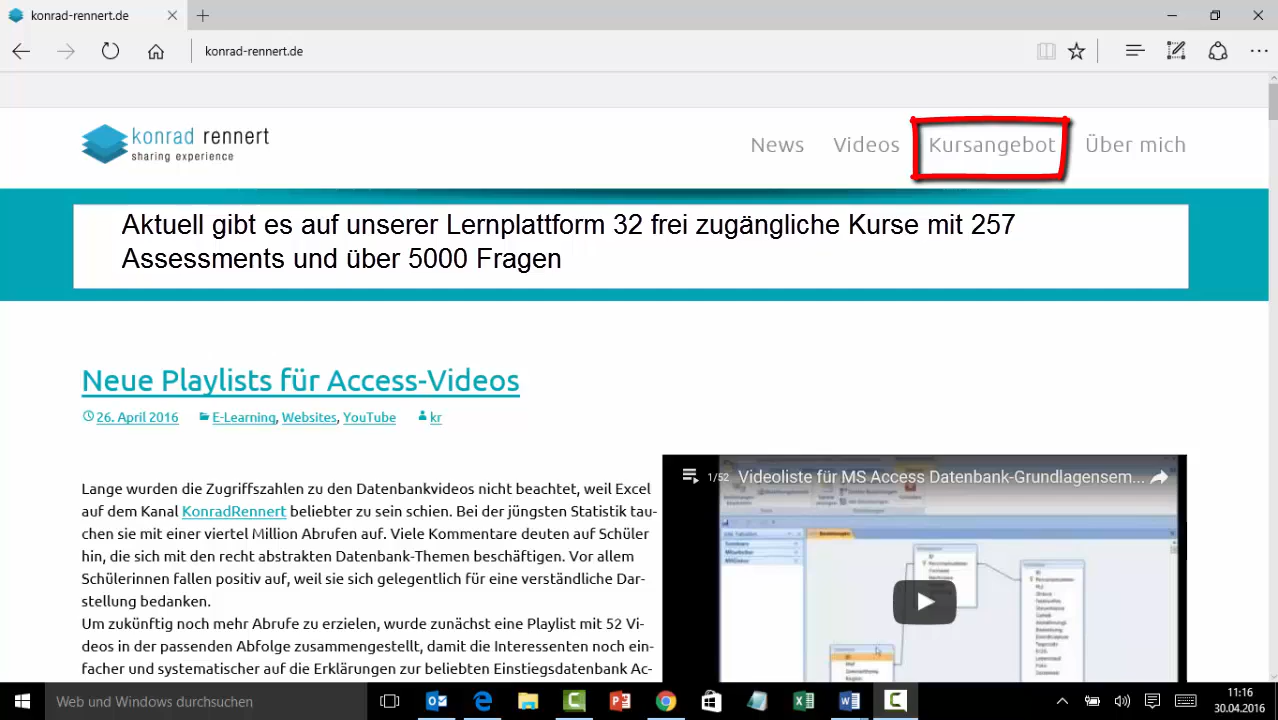 konrad-rennert.de
konrad-rennert.de
konrad rennert
sharing experience
News Videos Kursangebot Über mich
Aktuell gibt es auf unserer Lernplattform 32 frei zugängliche Kurse mit 257
Assessments und über 5000 Fragen
Neue Playlists für Access-Videos
26. April 2016 E-Learning, Websites, YouTube kr
Lange wurden die Zugriffszahlen zu den Datenbankvideos nicht beachtet, weil Excel
auf dem Kanal KonradRennert beliebter zu sein schien. Bei der jüngsten Statistik tau-
chen sie mit einer viertel Million Abrufen auf. Viele Kommentare deuten auf Schüler
hin, die sich mit den recht abstrakten Datenbank-Themen beschäftigen. Vor allem
Schülerinnen fallen positiv auf, weil sie sich gelegentlich für eine verständliche Dar-
stellung bedanken.
Um zukünftig noch mehr Abrufe zu erzielen, wurde zunächst eine Playlist mit 52 Vi-
deos in der passenden Abfolge zusammengestellt, damit die Interessenten noch ein-
facher und systematischer auf die Erklärungen zur beliebten Einstiegsdatenbank Ac-
1/52 Videoliste für MS Access Datenbank-Grundlagensem...
Web und Windows durchsuchen
11:16
30.04.2016